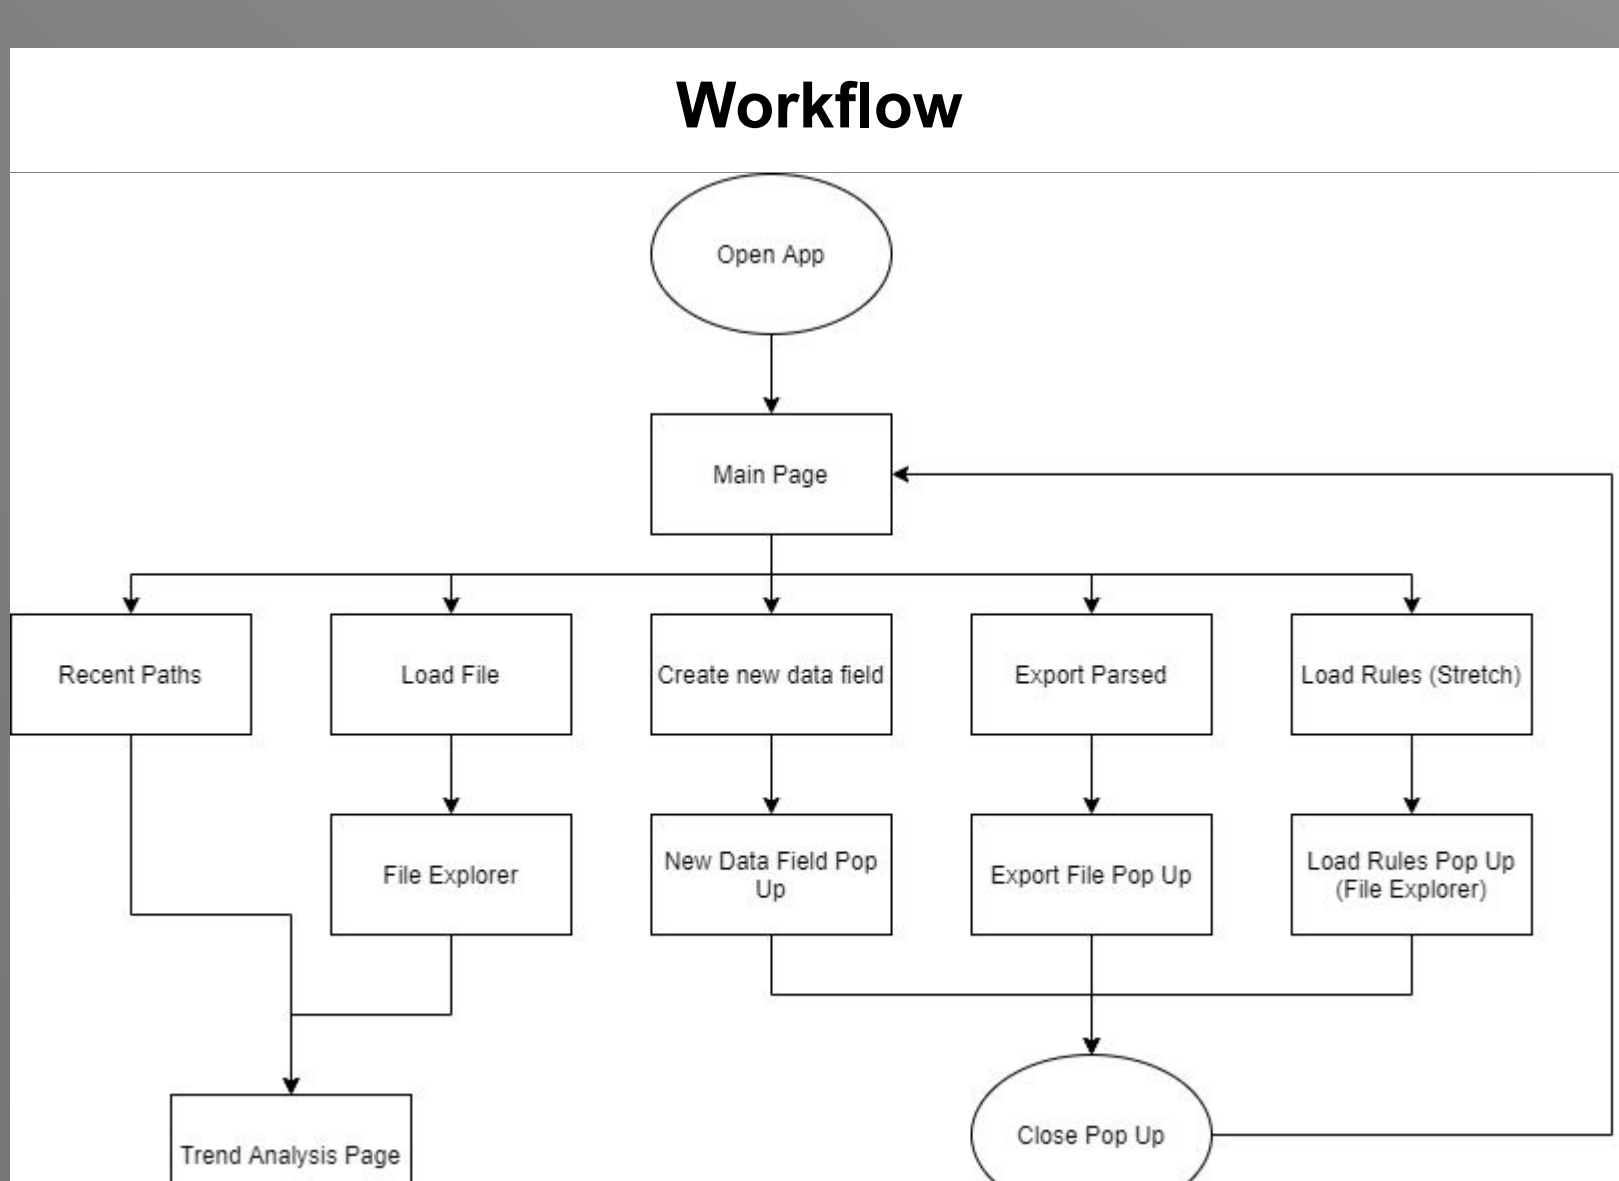 Workflow
Open App
Main Page
Recent Paths
Load File
Create new data field
Export Parsed
Load Rules (Stretch)
File Explorer
New Data Field Pop
Up
Export File Pop Up
Load Rules Pop Up
(File Explorer)
Trend Analysis Page
Close Pop Up